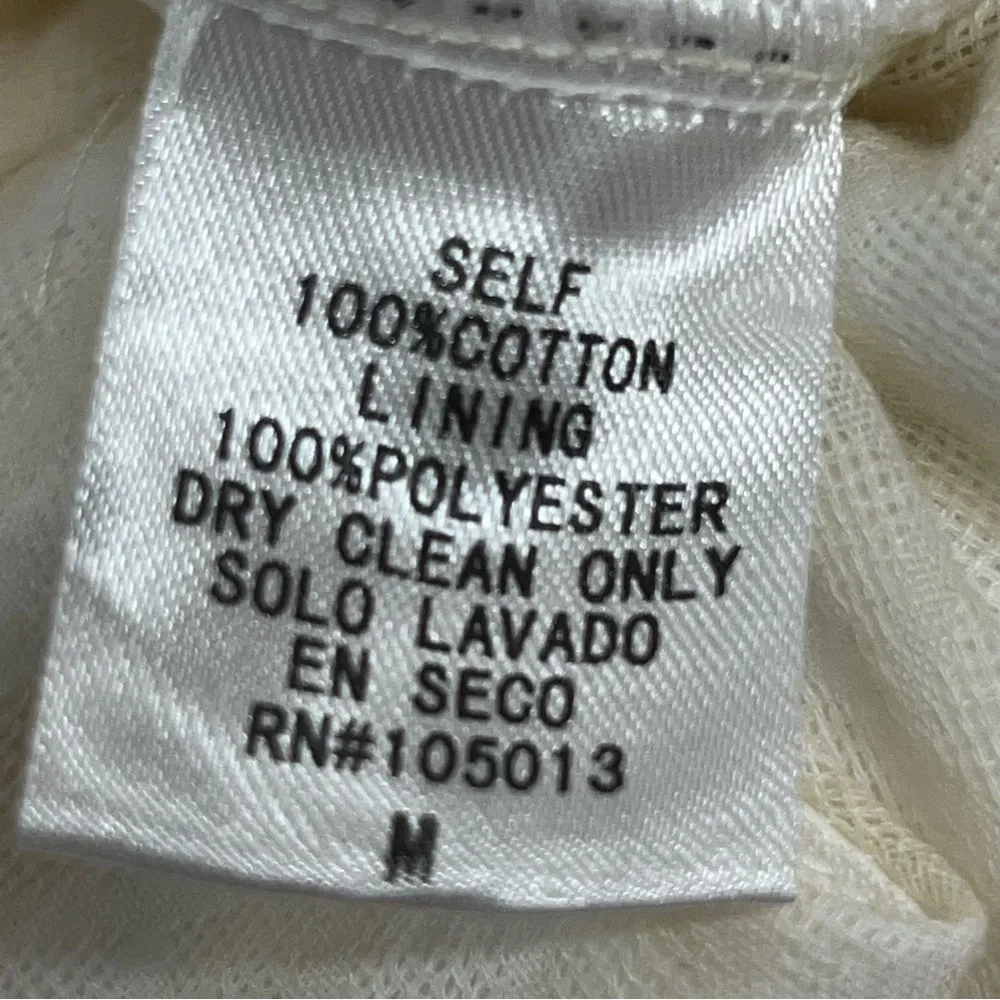 SELF
100%COTTON
LINING
100%POLYESTER
DRY CLEAN ONLY
SOLO LAVADO
EN SECO
RN#105013
M